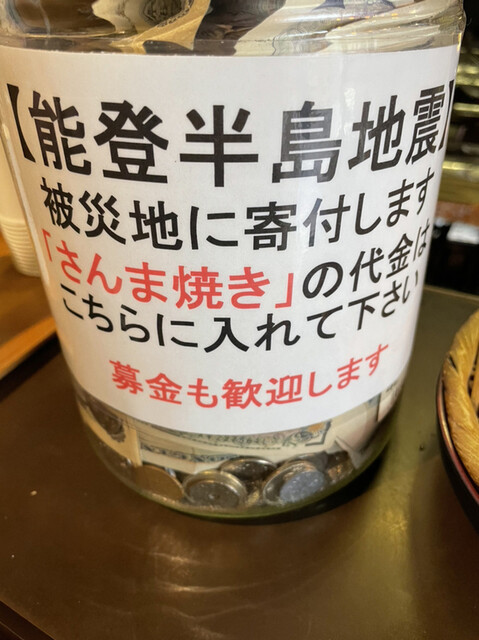 【能登半島地震】
被災地に寄付します
「さんま焼き」の代金は
こちらに入れて下さい
募金も歓迎します